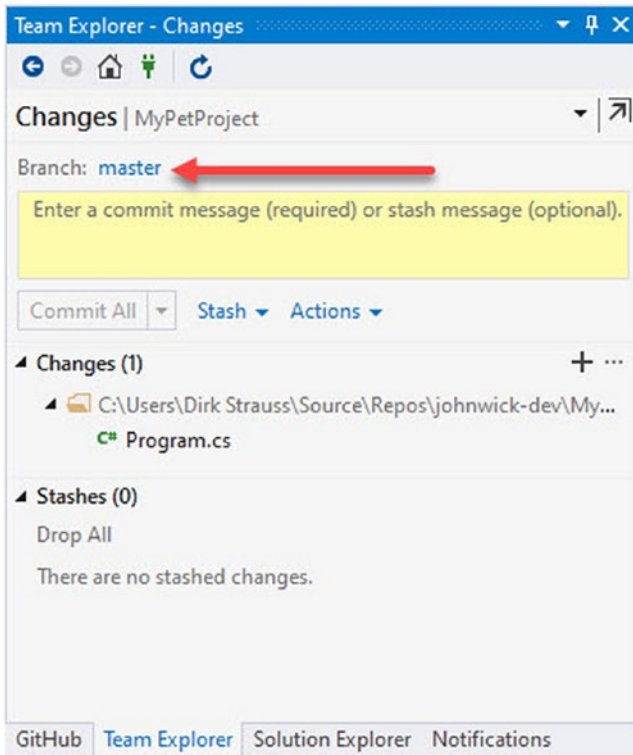 Team Explorer - Changes
Changes | MyPetProject
Branch: master
Enter a commit message (required) or stash message (optional).
Commit All Stash Actions
Changes (1)
C:\Users\Dirk Strauss\Source\Repos\johnwick-dev\My...
C# Program.cs
Stashes (0)
Drop All
There are no stashed changes.
GitHub Team Explorer Solution Explorer Notifications